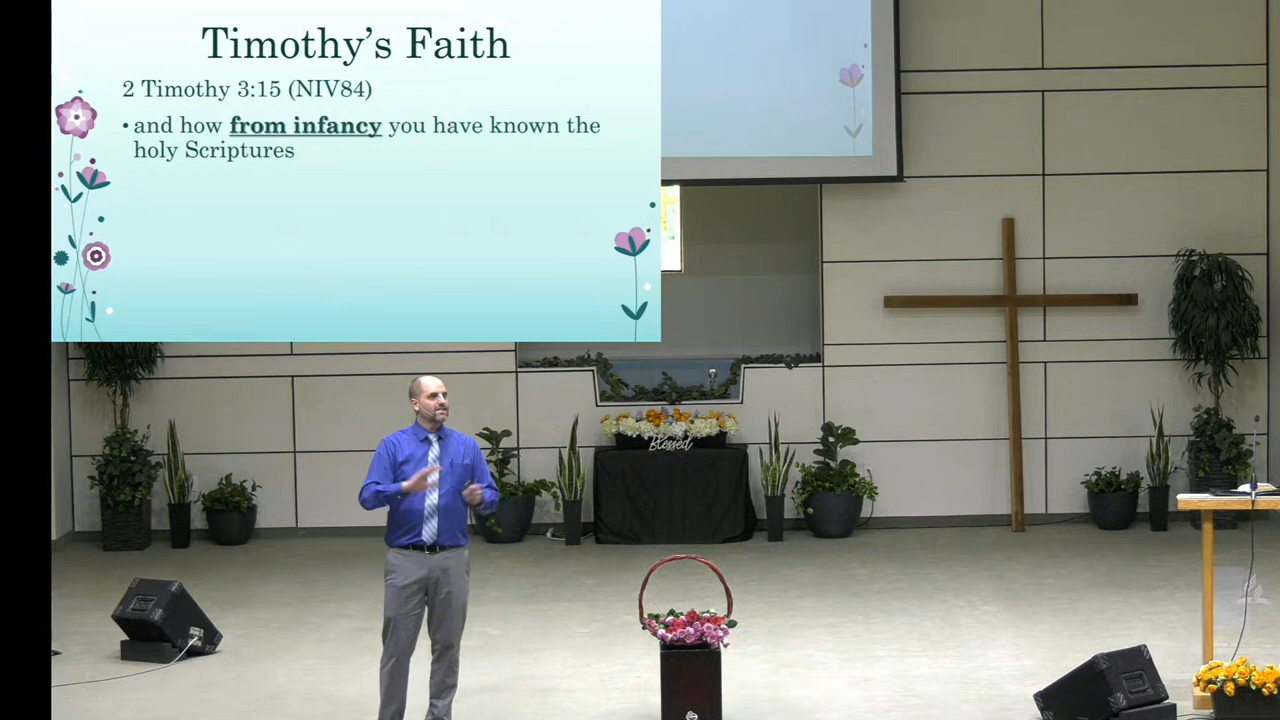 Timothy’s Faith
2 Timothy 3:15 (NIV84)
• and how from infancy you have known the
holy Scriptures
Blessed